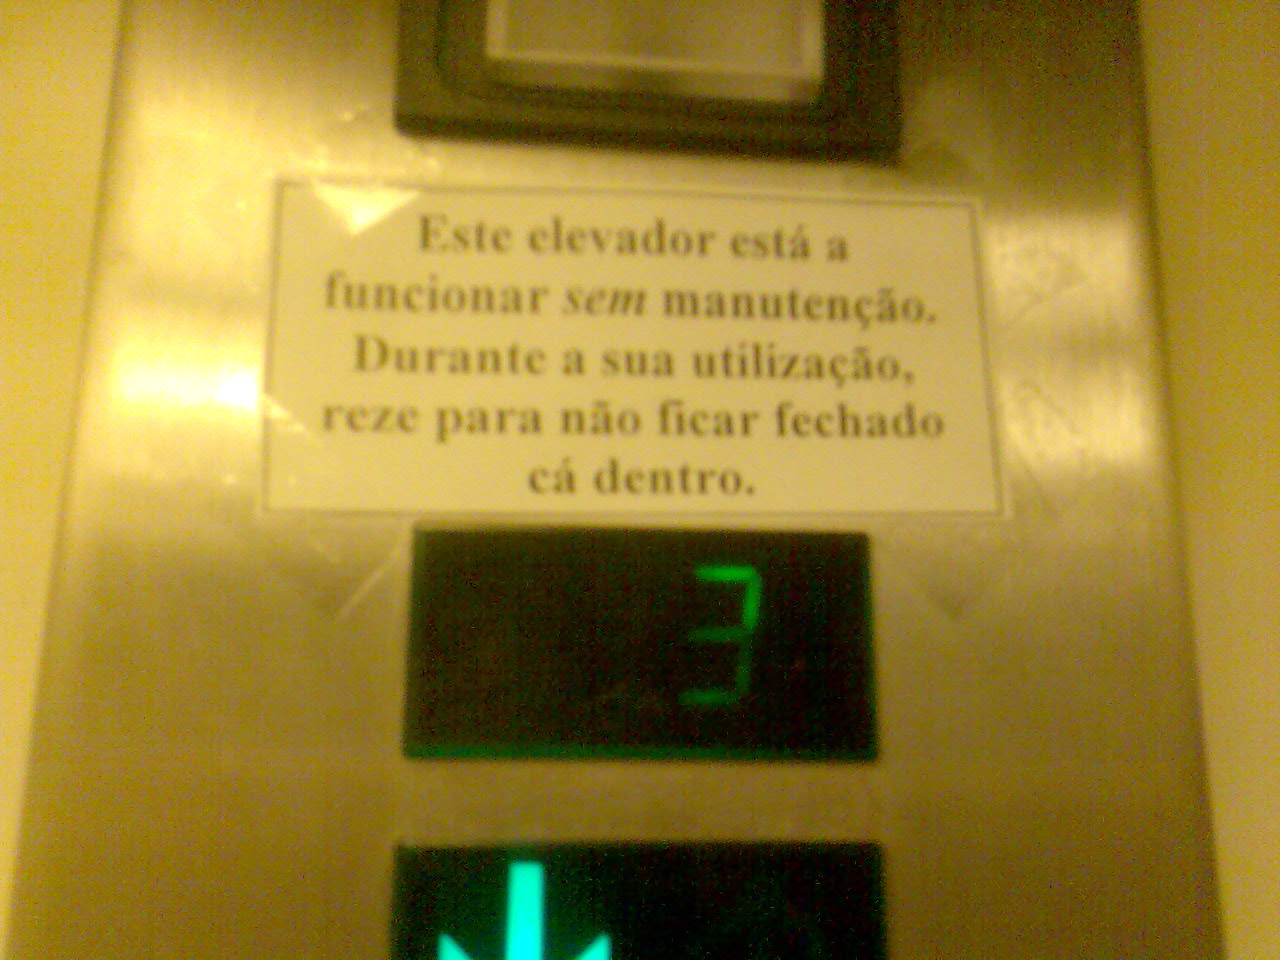 Este elevador está a
funcionar sem manutenção.
Durante a sua utilização,
reze para não ficar fechado
cá dentro.
3